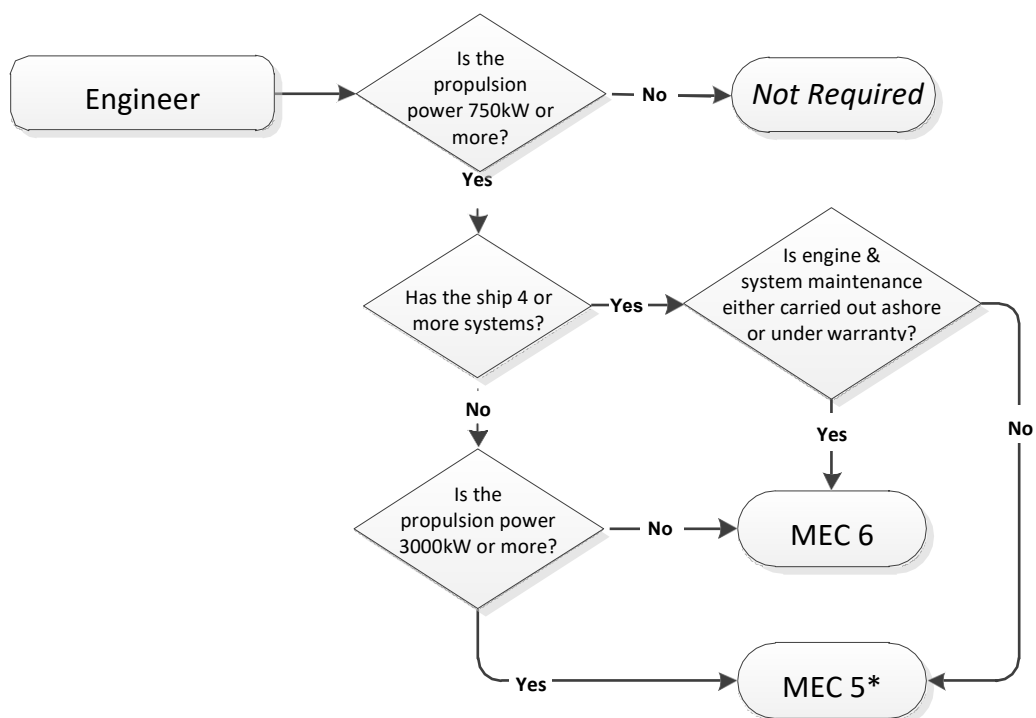 Engineer
Is the
propulsion
power 750kW or
more?
No
Not Required
Yes
Has the ship 4 or
more systems?
Yes
Is engine &
system maintenance
either carried out ashore
or under warranty?
No
Yes
No
Is the
propulsion power
3000kW or more?
No
MEC 6
Yes
MEC 5*